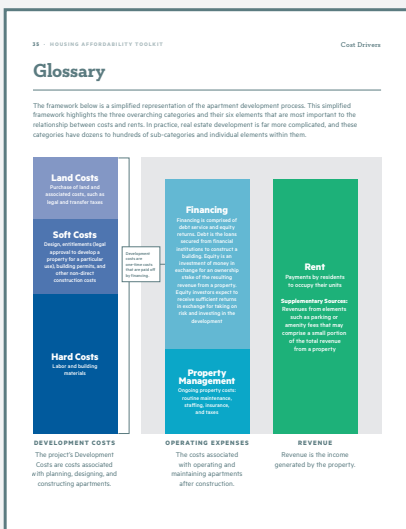 35 · HOUSING AFFORDABILITY TOOLKIT
Cost Drivers
Glossary
The framework below is a simplified representation of the apartment development process. This simplified
framework highlights the three overarching categories and their six elements that are most important to the
relationship between costs and rents. In practice, real estate development is far more complicated, and these
categories have dozens to hundreds of sub-categories and individual elements within them.
Land Costs
Purchase of land and
associated costs, such as
legal and transfer taxes
Soft Costs
Design, entitlements (legal
approval to develop a
property for a particular
use), building permits, and
other non-direct
construction costs
Hard Costs
Labor and building
materials
Development
costs are
one-time costs
that are paid off
by financing.
Financing
Financing is comprised of
debt service and equity
returns. Debt is the loans
secured from financial
institutions to construct a
building. Equity is an
investment of money in
exchange for an ownership
stake of the resulting
revenue from a property.
Equity investors expect to
receive sufficient returns
in exchange for taking on
risk and investing in the
development
Property
Management
Ongoing property costs:
routine maintenance,
staffing, insurance,
and taxes
Rent
Payments by residents
to occupy their units
Supplementary Sources:
Revenues from elements
such as parking or
amenity fees that may
comprise a small portion
of the total revenue
from a property
DEVELOPMENT COSTS
The project's Development
Costs are costs associated
with planning, designing, and
constructing apartments.
OPERATING EXPENSES
The costs associated
with operating and
maintaining apartments
after construction.
REVENUE
Revenue is the income
generated by the property.